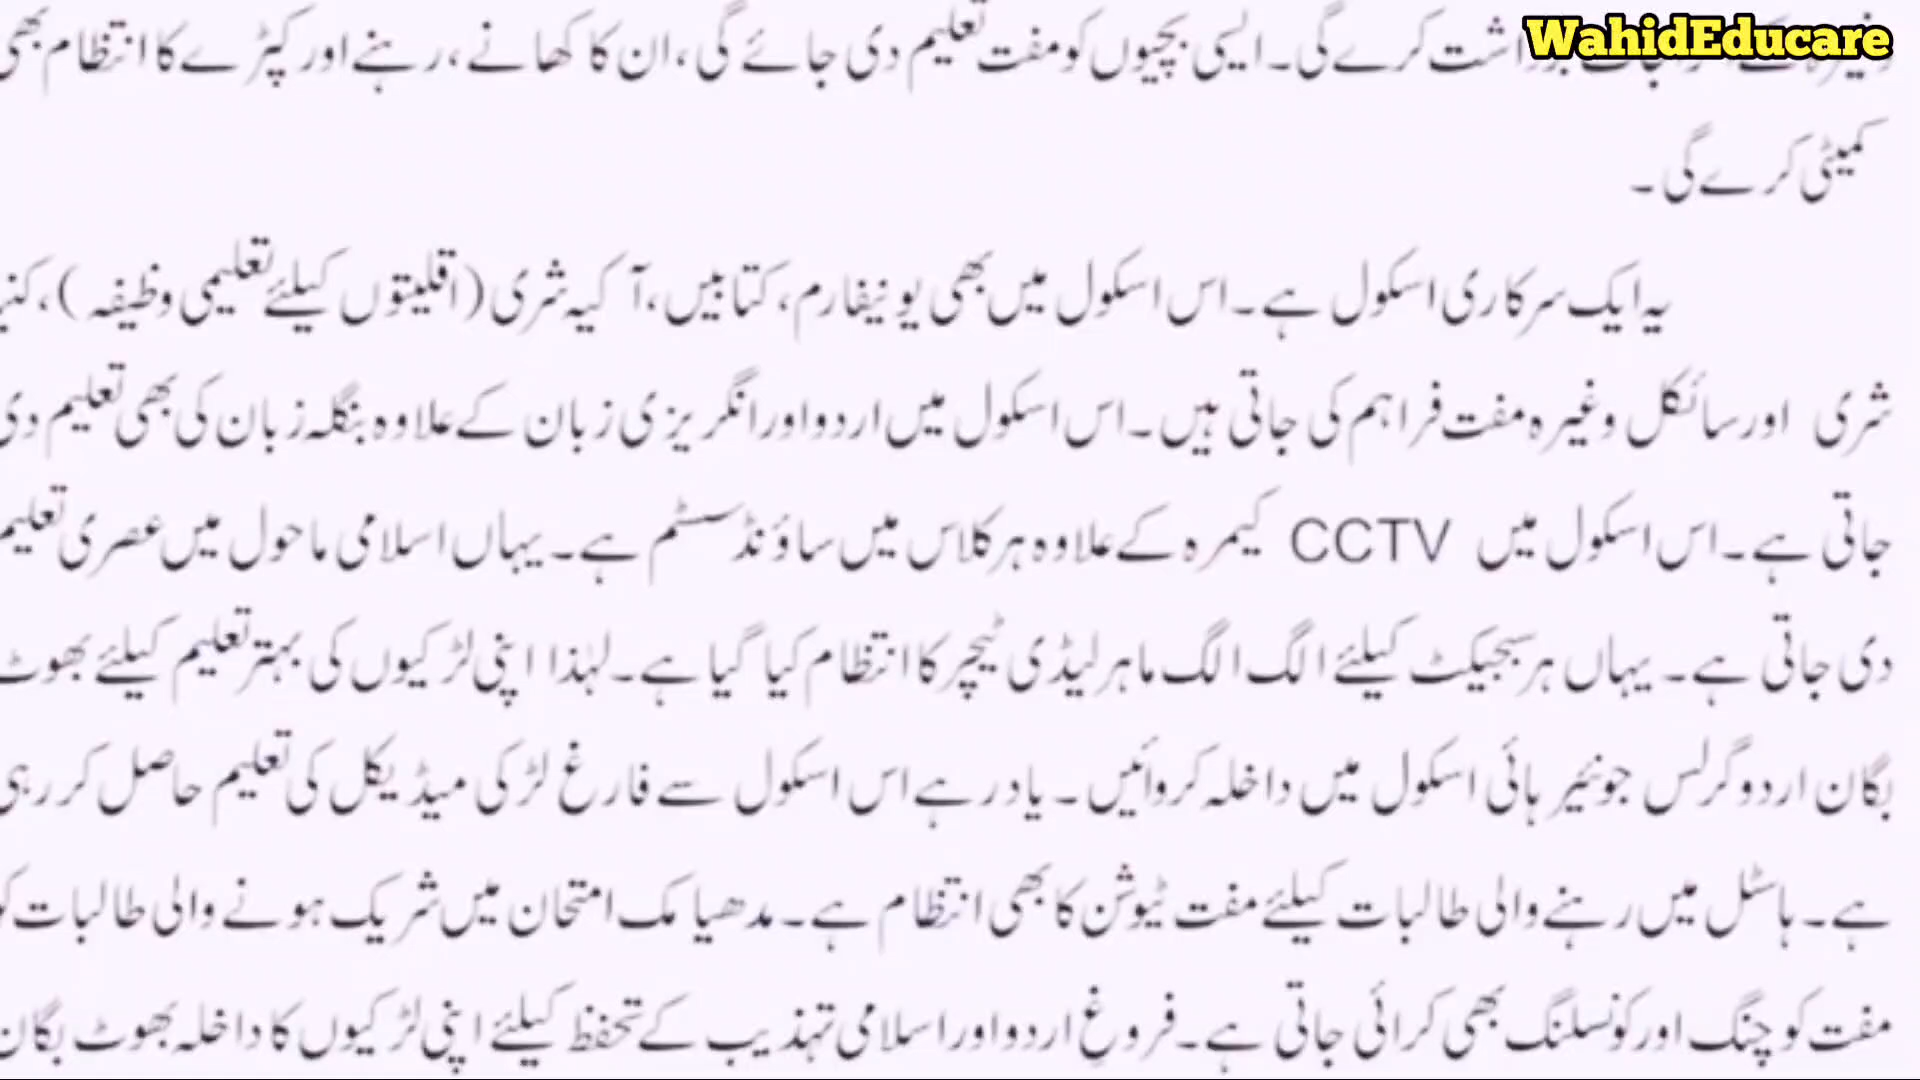 WahidEducare
برداشت کرے گی۔ ایسی بچیوں کو مفت تعلیم دی جائے گی، ان کا کھانے، رہنے اور کپڑے کا انتظام بھی
کمیٹی کرے گی۔
یہ ایک سرکاری اسکول ہے۔ اس اسکول میں بھی یونیفارم، کتابیں، آکیہ شری (اقلیتوں کیلئے تعلیمی وظیفہ)،
شری اور سائکل وغیرہ مفت فراہم کی جاتی ہیں۔ اس اسکول میں اردو اور انگریزی زبان کے علاوہ بنگلہ زبان کی بھی تعلیم دی
جاتی ہے۔ اس اسکول میں CCTV کیمرہ کے علاوہ ہر کلاس میں ساؤنڈ سسٹم ہے۔ یہاں اسلامی ماحول میں عصری تعلیم
دی جاتی ہے۔ یہاں ہر سبجیکٹ کیلئے الگ الگ ماہر لیڈی ٹیچر کا انتظام کیا گیا ہے۔ لہٰذا اپنی لڑکیوں کی بہتر تعلیم کیلئے بھوٹ
بگان اردو گرلس جونئیر ہائی اسکول میں داخلہ کروائیں۔ یاد رہے اس اسکول سے فارغ لڑکی میڈیکل کی تعلیم حاصل کر رہی
ہے۔ ہاسٹل میں رہنے والی طالبات کیلئے مفت ٹیوشن کا بھی انتظام ہے۔ مدھیامک امتحان میں شریک ہونے والی طالبات کو
مفت کوچنگ اور کونسلنگ بھی کرائی جاتی ہے۔ فروغِ اردو اور اسلامی تہذیب کے تحفظ کیلئے اپنی لڑکیوں کا داخلہ بھوٹ بگان